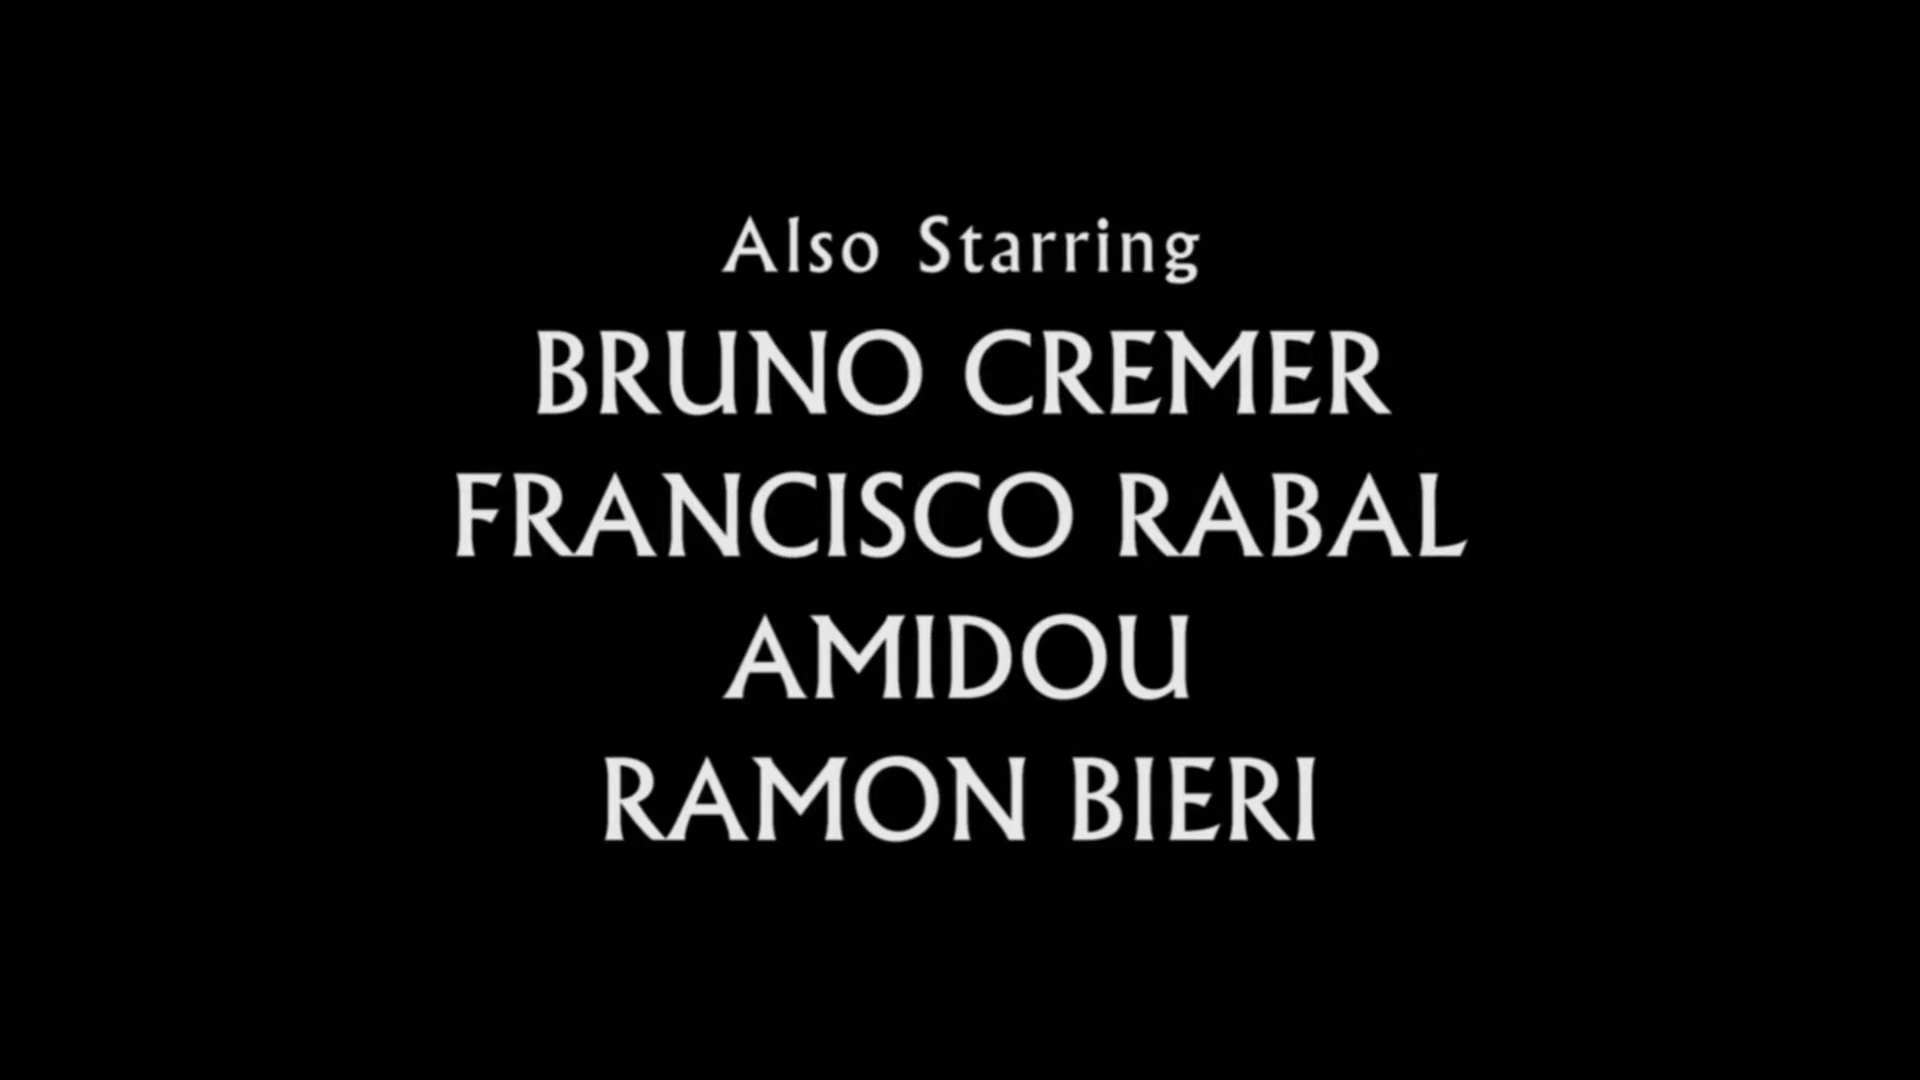 Also Starring
BRUNO CREMER
FRANCISCO RABAL
AMIDOU
RAMON BIERI